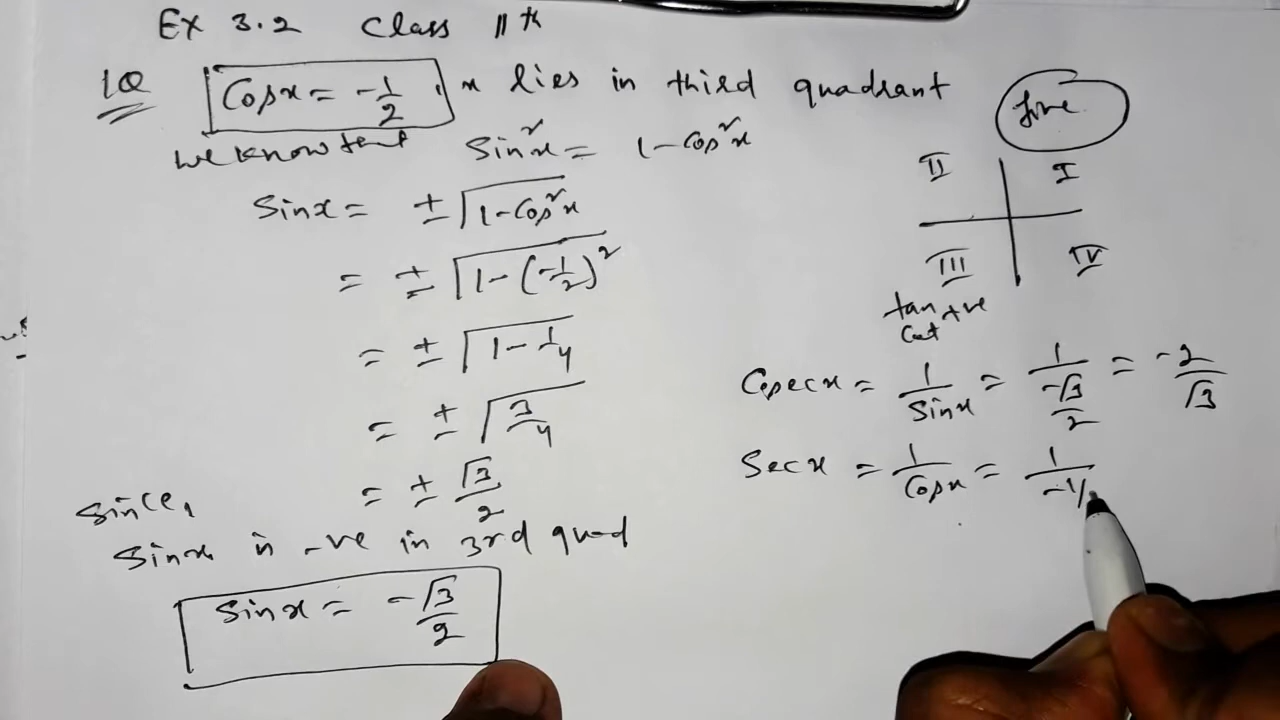 Ex 3.2 Class 11th
1Q Cosx = -1/2, x lies in third quadrant
we know that sin²x = 1 - cos²x
Sinx = ± √1-Cos²x
= ± √1-(-1/2)²
= ± √1-1/4
= ± √3/4
= ± √3/2
Since,
Sinx is -ve in 3rd quad
Sinx = -√3/2
II I
III IV
tan +ve
Cot
Cosecx = 1/Sinx = 1/(-√3/2) = -2/√3
Secx = 1/Cosx = 1/-1/